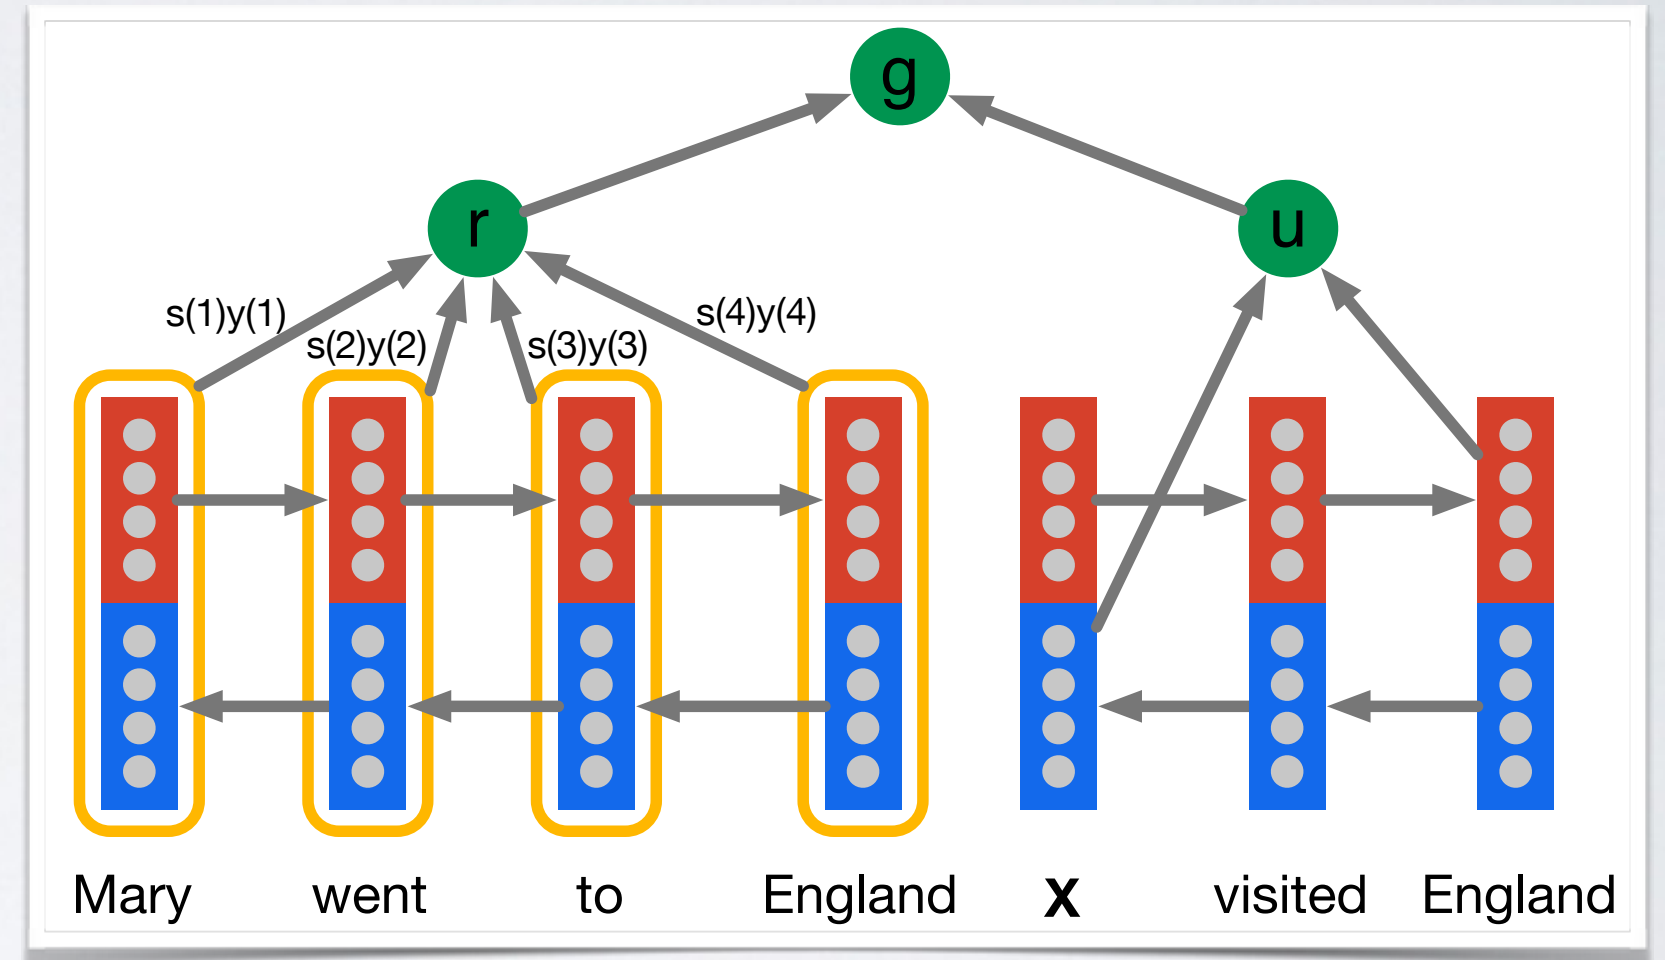 g
r
u
s(1)y(1)
s(2)y(2)
s(3)y(3)
s(4)y(4)
Mary went to England X visited England